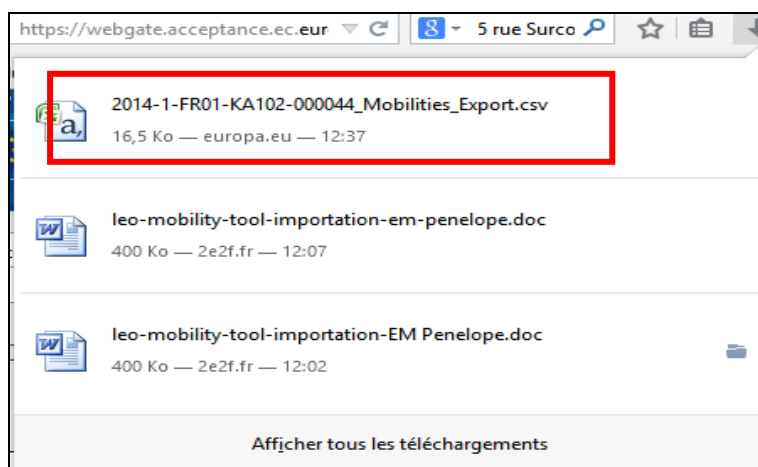 https://webgate.acceptance.ec.eur 8 5 rue Surco
2014-1-FR01-KA102-000044_Mobilities_Export.csv
16,5 Ko — europa.eu — 12:37
leo-mobility-tool-importation-em-penelope.doc
400 Ko — 2e2f.fr — 12:07
leo-mobility-tool-importation-EM Penelope.doc
400 Ko — 2e2f.fr — 12:02
Afficher tous les téléchargements